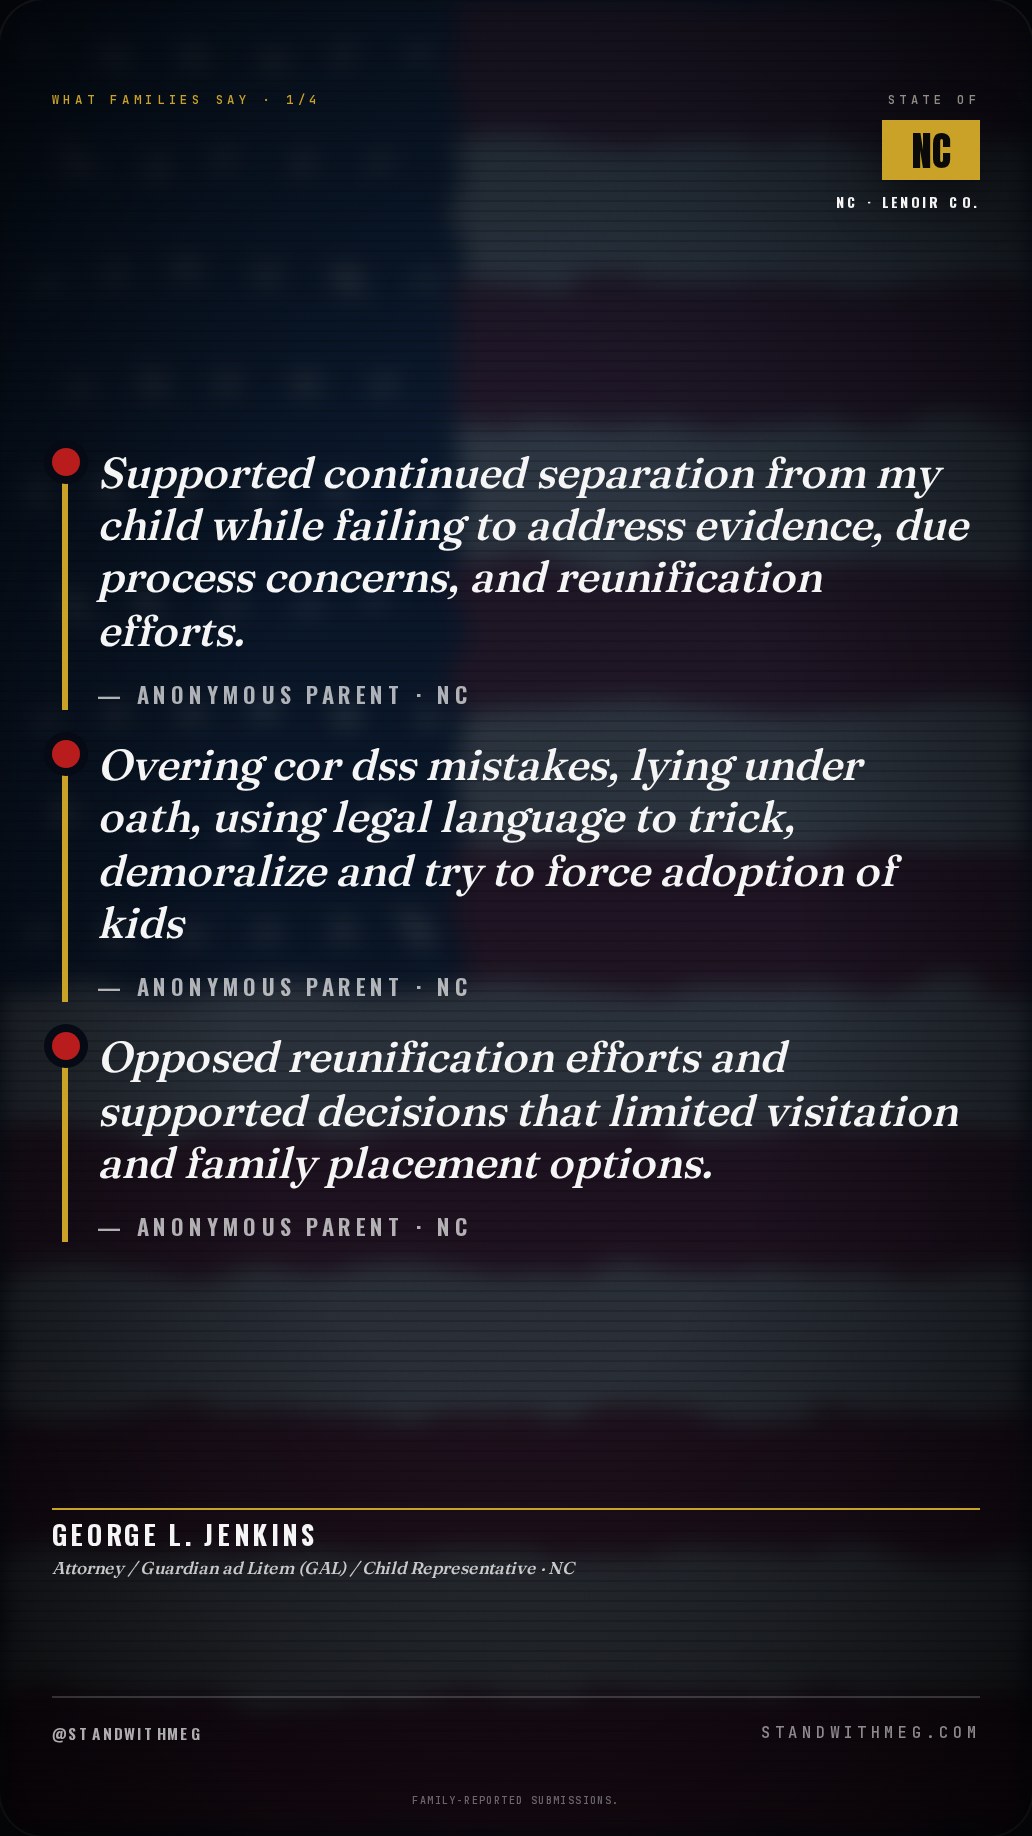 WHAT FAMILIES SAY · 1/4
STATE OF
NC
NC · LENOIR CO.
Supported continued separation from my
child while failing to address evidence, due
process concerns, and reunification
efforts.
— ANONYMOUS PARENT · NC
Overing cor dss mistakes, lying under
oath, using legal language to trick,
demoralize and try to force adoption of
kids
— ANONYMOUS PARENT · NC
Opposed reunification efforts and
supported decisions that limited visitation
and family placement options.
— ANONYMOUS PARENT · NC
GEORGE L. JENKINS
Attorney / Guardian ad Litem (GAL) / Child Representative · NC
@STANDWITHMEG
STANDWITHMEG.COM
FAMILY-REPORTED SUBMISSIONS.